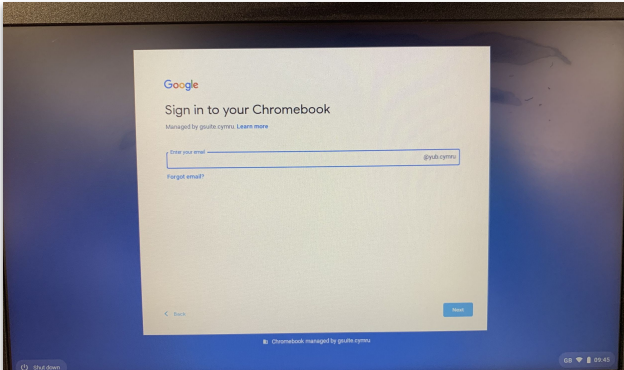 Google
Sign in to your Chromebook
Managed by gsuite.cymru. Learn more
Enter your email
@yub.cymru
Forgot email?
Back
Next
Chromebook managed by gsuite.cymru
Shut down
GB 09:45